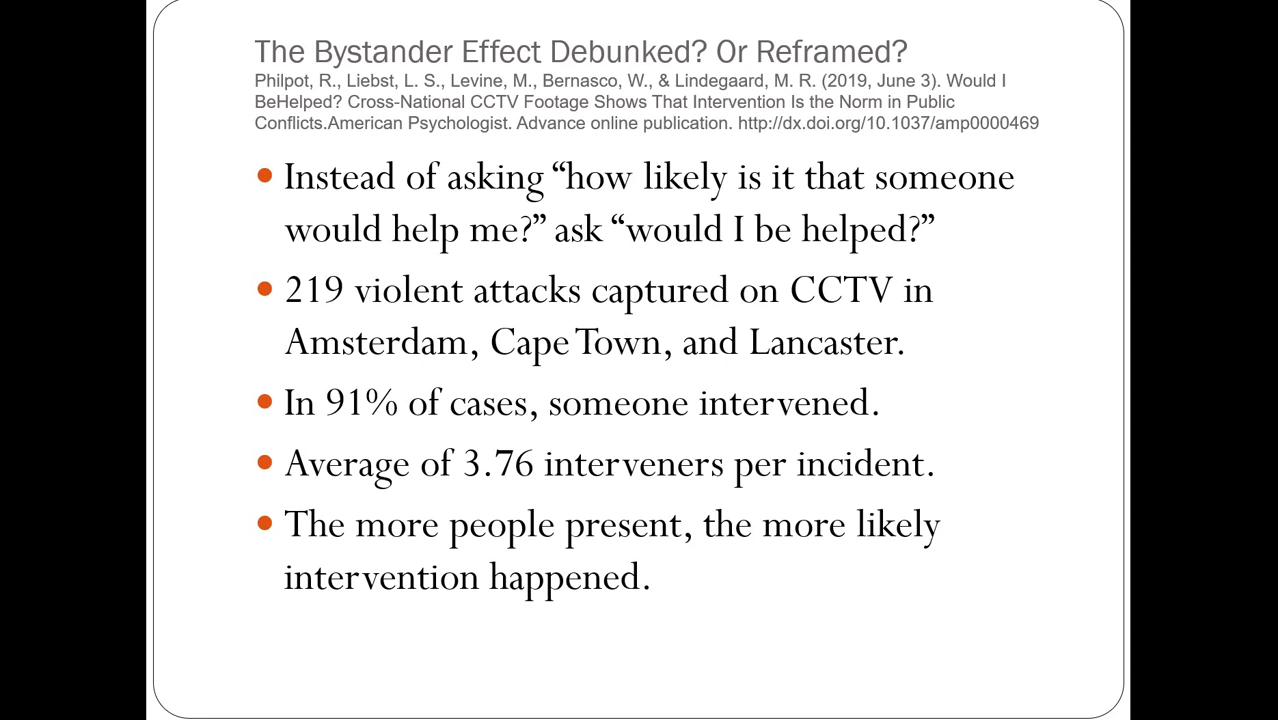 The Bystander Effect Debunked? Or Reframed?
Philpot, R., Liebst, L. S., Levine, M., Bernasco, W., & Lindegaard, M. R. (2019, June 3). Would I
BeHelped? Cross-National CCTV Footage Shows That Intervention Is the Norm in Public
Conflicts.American Psychologist. Advance online publication. http://dx.doi.org/10.1037/amp0000469
• Instead of asking “how likely is it that someone
would help me?” ask “would I be helped?”
• 219 violent attacks captured on CCTV in
Amsterdam, Cape Town, and Lancaster.
• In 91% of cases, someone intervened.
• Average of 3.76 interveners per incident.
• The more people present, the more likely
intervention happened.